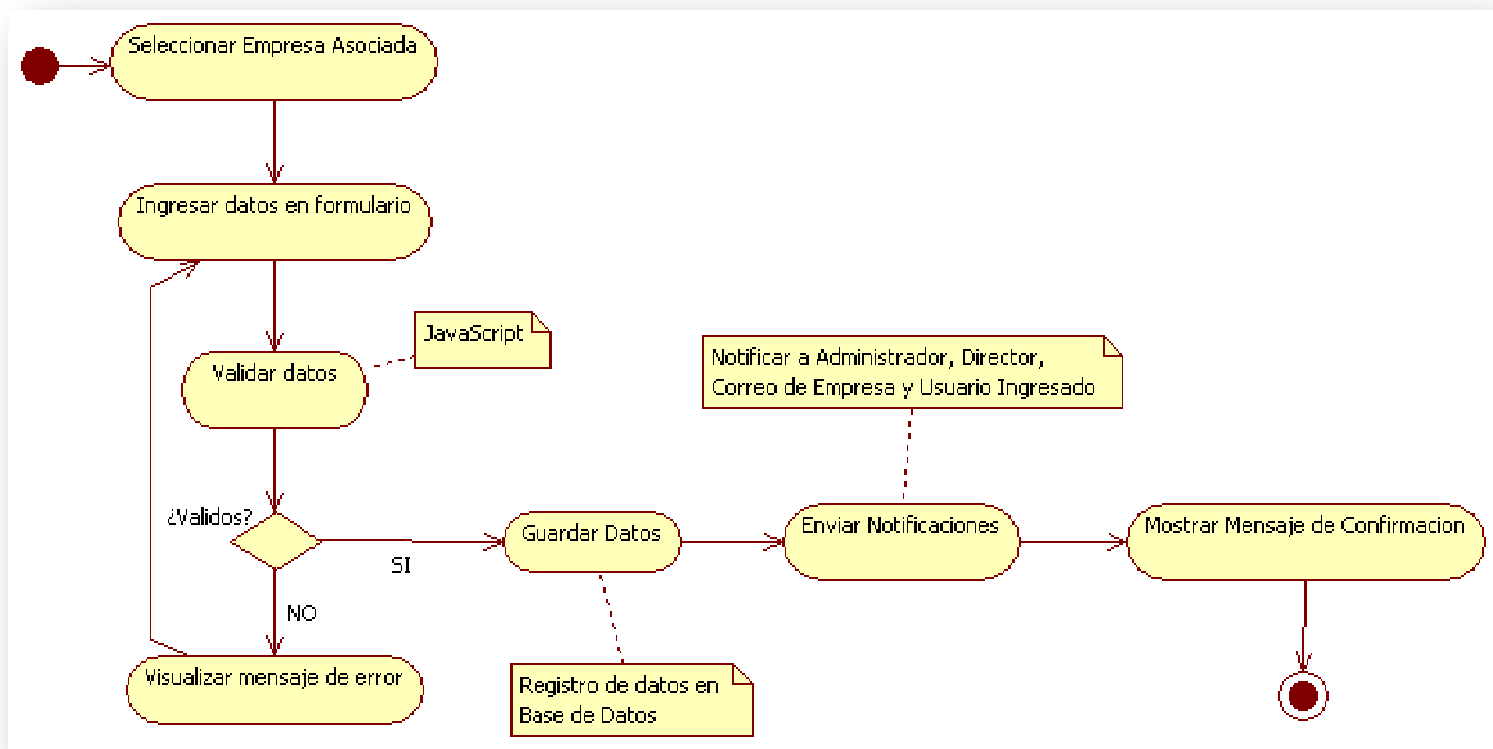 Seleccionar Empresa Asociada
Ingresar datos en formulario
JavaScript
Validar datos
Notificar a Administrador, Director,
Correo de Empresa y Usuario Ingresado
¿Validos?
SI
Guardar Datos
Enviar Notificaciones
Mostrar Mensaje de Confirmacion
NO
Visualizar mensaje de error
Registro de datos en
Base de Datos